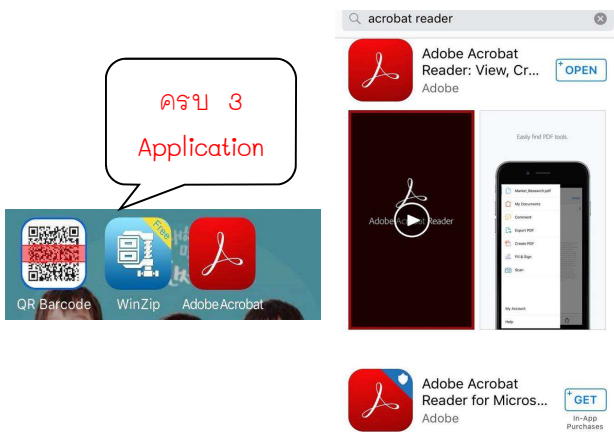 ครบ 3
Application
QR Barcode
WinZip
Free
Adobe Acrobat
acrobat reader
Adobe Acrobat
Reader: View, Cr...
Adobe
OPEN
Adobe Acrobat Reader
Easily find PDF tools.
Market_Research.pdf
My Documents
Comment
Export PDF
Create PDF
Fill & Sign
Scan
My Account
Help
Adobe Acrobat
Reader for Micros...
Adobe
GET
In-App
Purchases